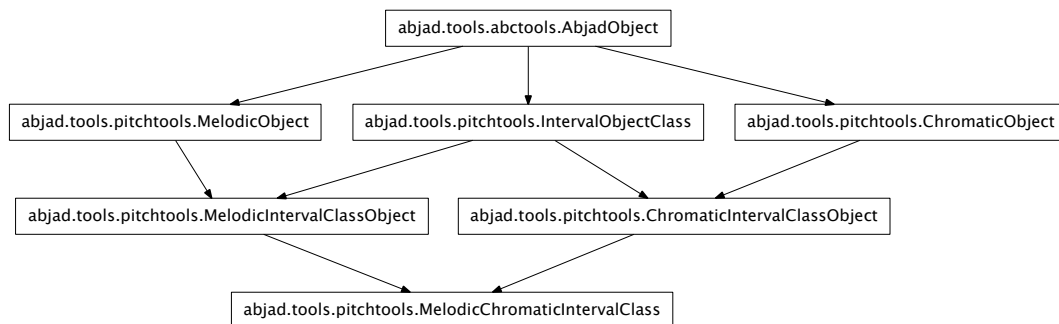 abjad.tools.abctools.AbjadObject
abjad.tools.pitchtools.MelodicObject
abjad.tools.pitchtools.IntervalObjectClass
abjad.tools.pitchtools.ChromaticObject
abjad.tools.pitchtools.MelodicIntervalClassObject
abjad.tools.pitchtools.ChromaticIntervalClassObject
abjad.tools.pitchtools.MelodicChromaticIntervalClass